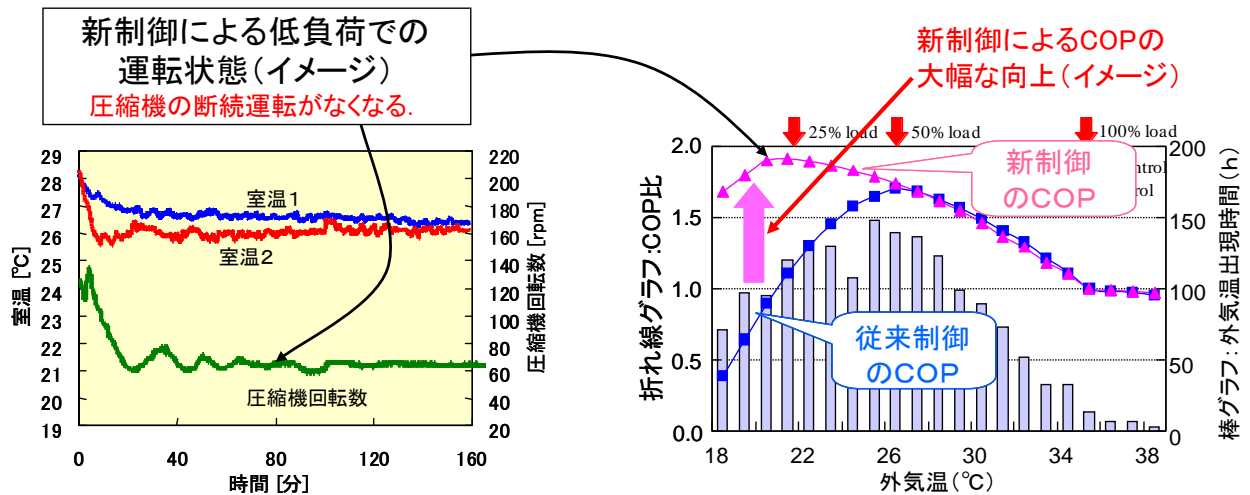 新制御による低負荷での
運転状態(イメージ)
圧縮機の断続運転がなくなる.
29
28
27
26
25
24
22
21
20
19
室温 [℃]
室温1
室温2
圧縮機回転数
220
200
180
160
140
120
100
80
60
40
20
圧縮機回転数 [rpm]
0
40
80
120
160
時間 [分]
新制御によるCOPの
大幅な向上(イメージ)
25% load
50% load
100% load
2.0
1.5
1.0
0.5
0.0
折れ線グラフ:COP比
新制御
のCOP
ntrol
rol
従来制御
のCOP
200
150
100
50
0
棒グラフ:外気温出現時間(h)
18
22
26
30
34
38
外気温(℃)